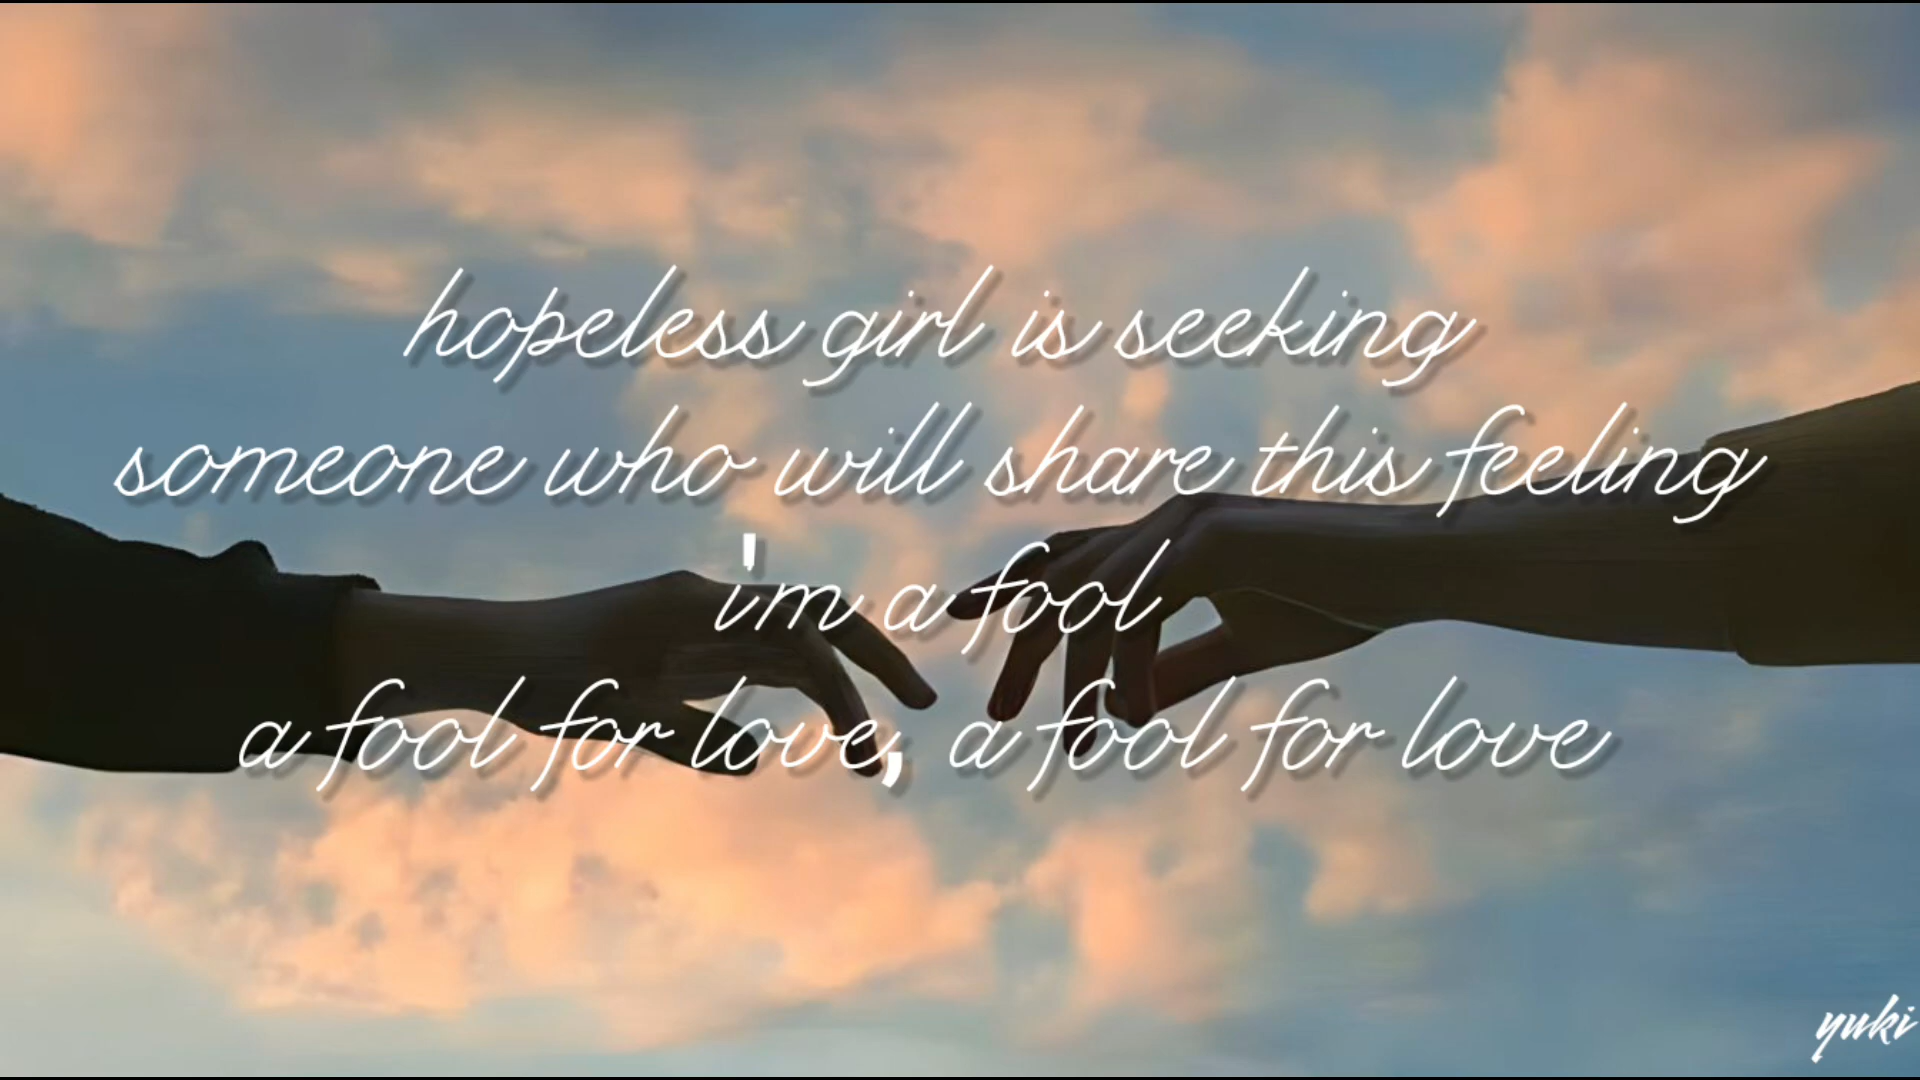 hopeless girl is seeking
someone who will share this feeling
i'm a fool
a fool for love, a fool for love
yuki